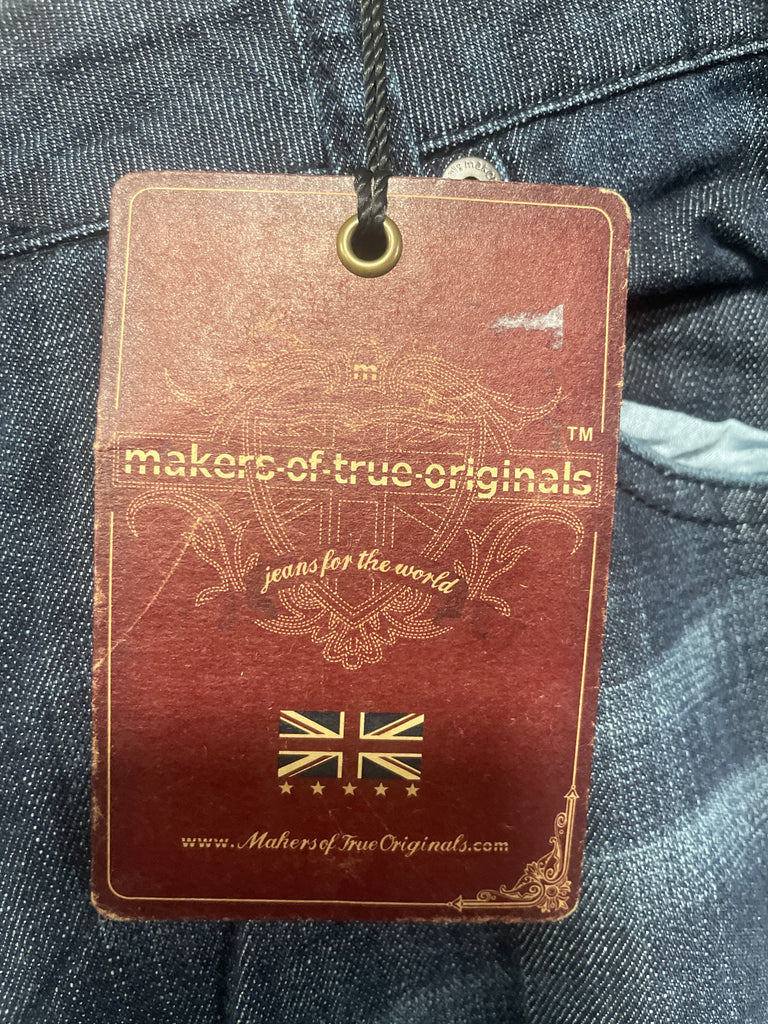 m
makers-of-true-originals™
jeans for the world
www.MakersofTrueOriginals.com